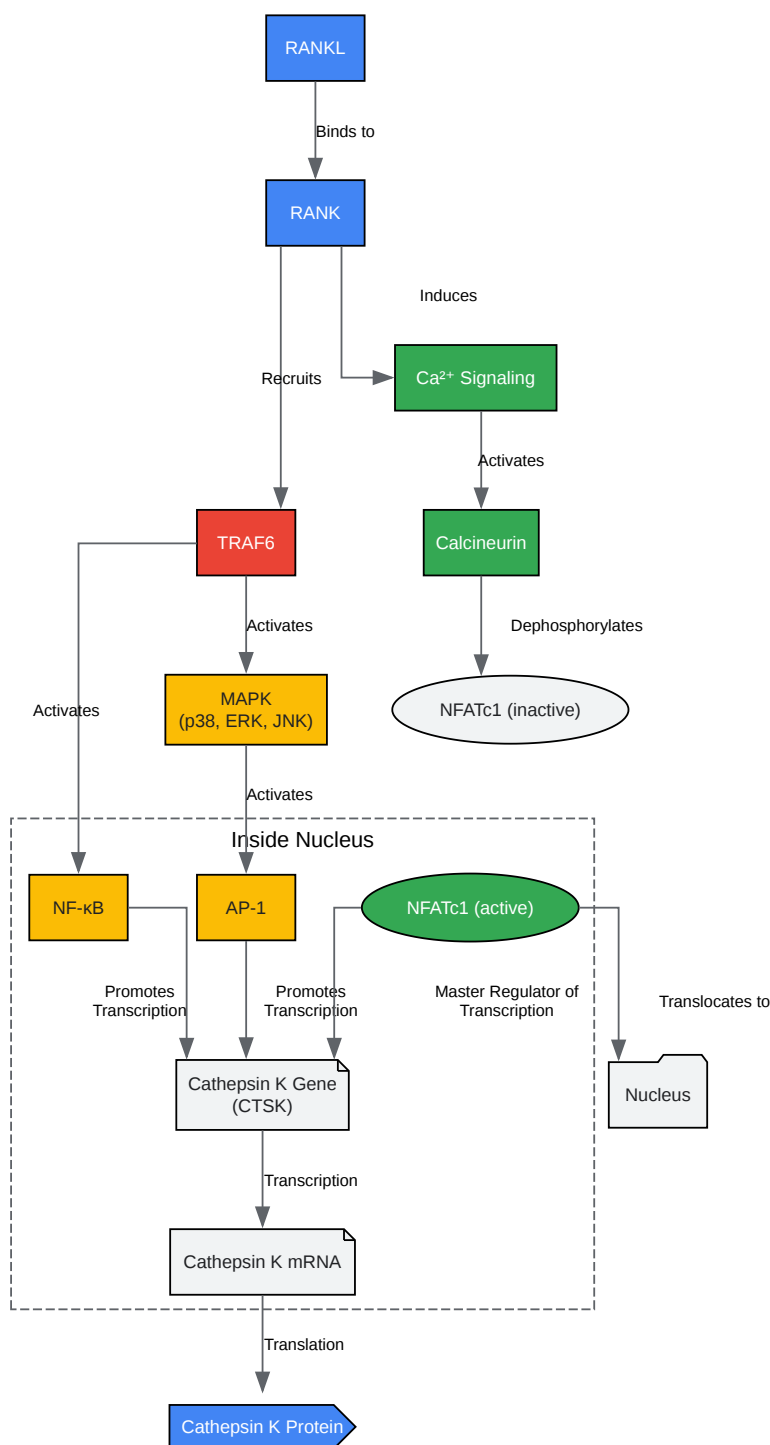 RANKL
Binds to
RANK
Induces
Recruits
Ca²⁺ Signaling
Activates
TRAF6
Calcineurin
Activates
Dephosphorylates
MAPK
(p38, ERK, JNK)
NFATc1 (inactive)
Activates
Activates
Inside Nucleus
NF-κB
AP-1
NFATc1 (active)
Promotes
Transcription
Promotes
Transcription
Master Regulator of
Transcription
Translocates to
Cathepsin K Gene
(CTSK)
Nucleus
Transcription
Cathepsin K mRNA
Translation
Cathepsin K Protein